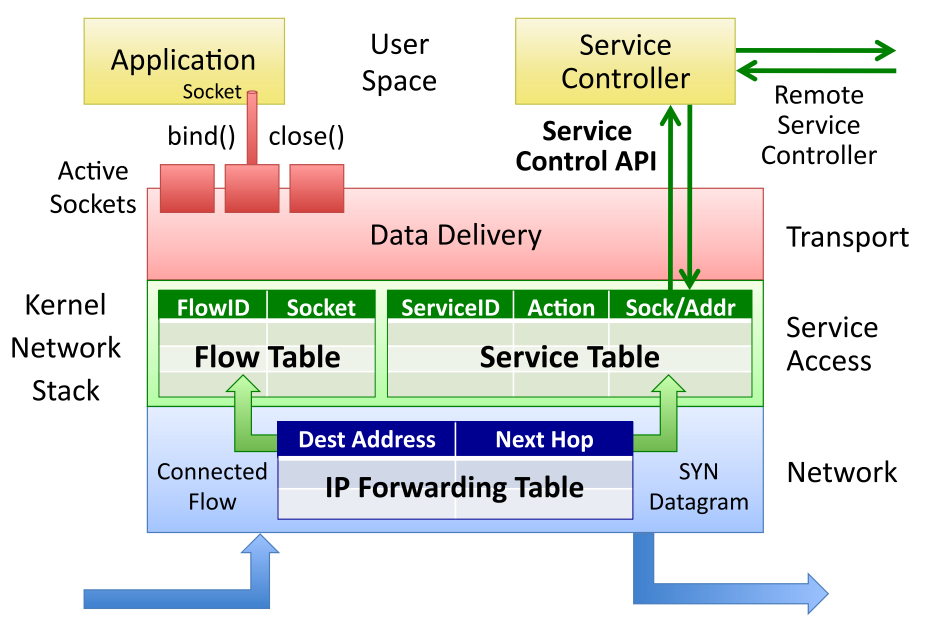 Application
Socket
User
Space
Service
Controller
Remote
Service
Controller
bind()
close()
Service
Control API
Active
Sockets
Data Delivery
Transport
Kernel
Network
Stack
FlowID
Socket
Flow Table
ServiceID
Action
Sock/Addr
Service Table
Service
Access
Dest Address
Next Hop
IP Forwarding Table
Connected
Flow
SYN
Datagram
Network